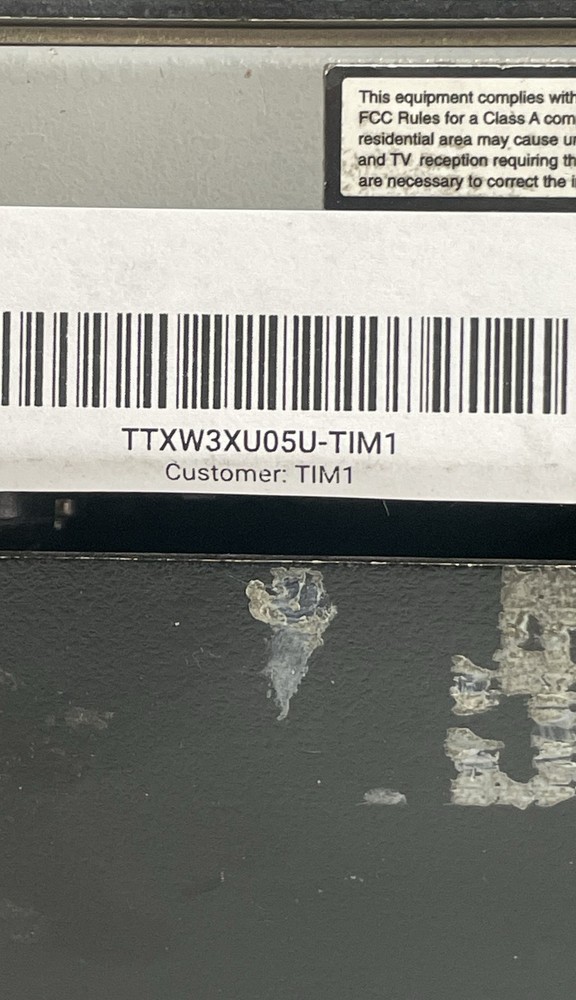 This equipment complies with
FCC Rules for a Class A com
residential area may cause
and TV reception requiring
are necessary to correct the
TTXW3XU05U-TIM1
Customer: TIM1